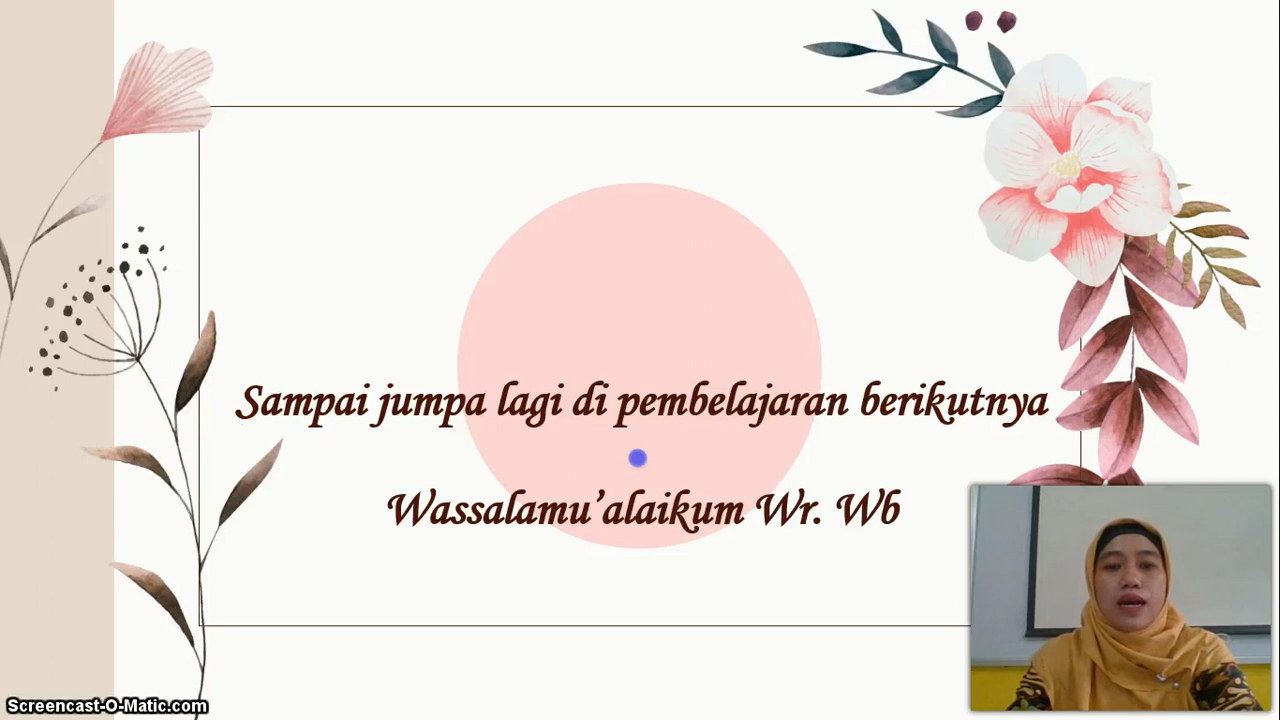 Sampai jumpa lagi di pembelajaran berikutnya
Wassalamu’alaikum Wr. Wb
Screencast-O-Matic.com